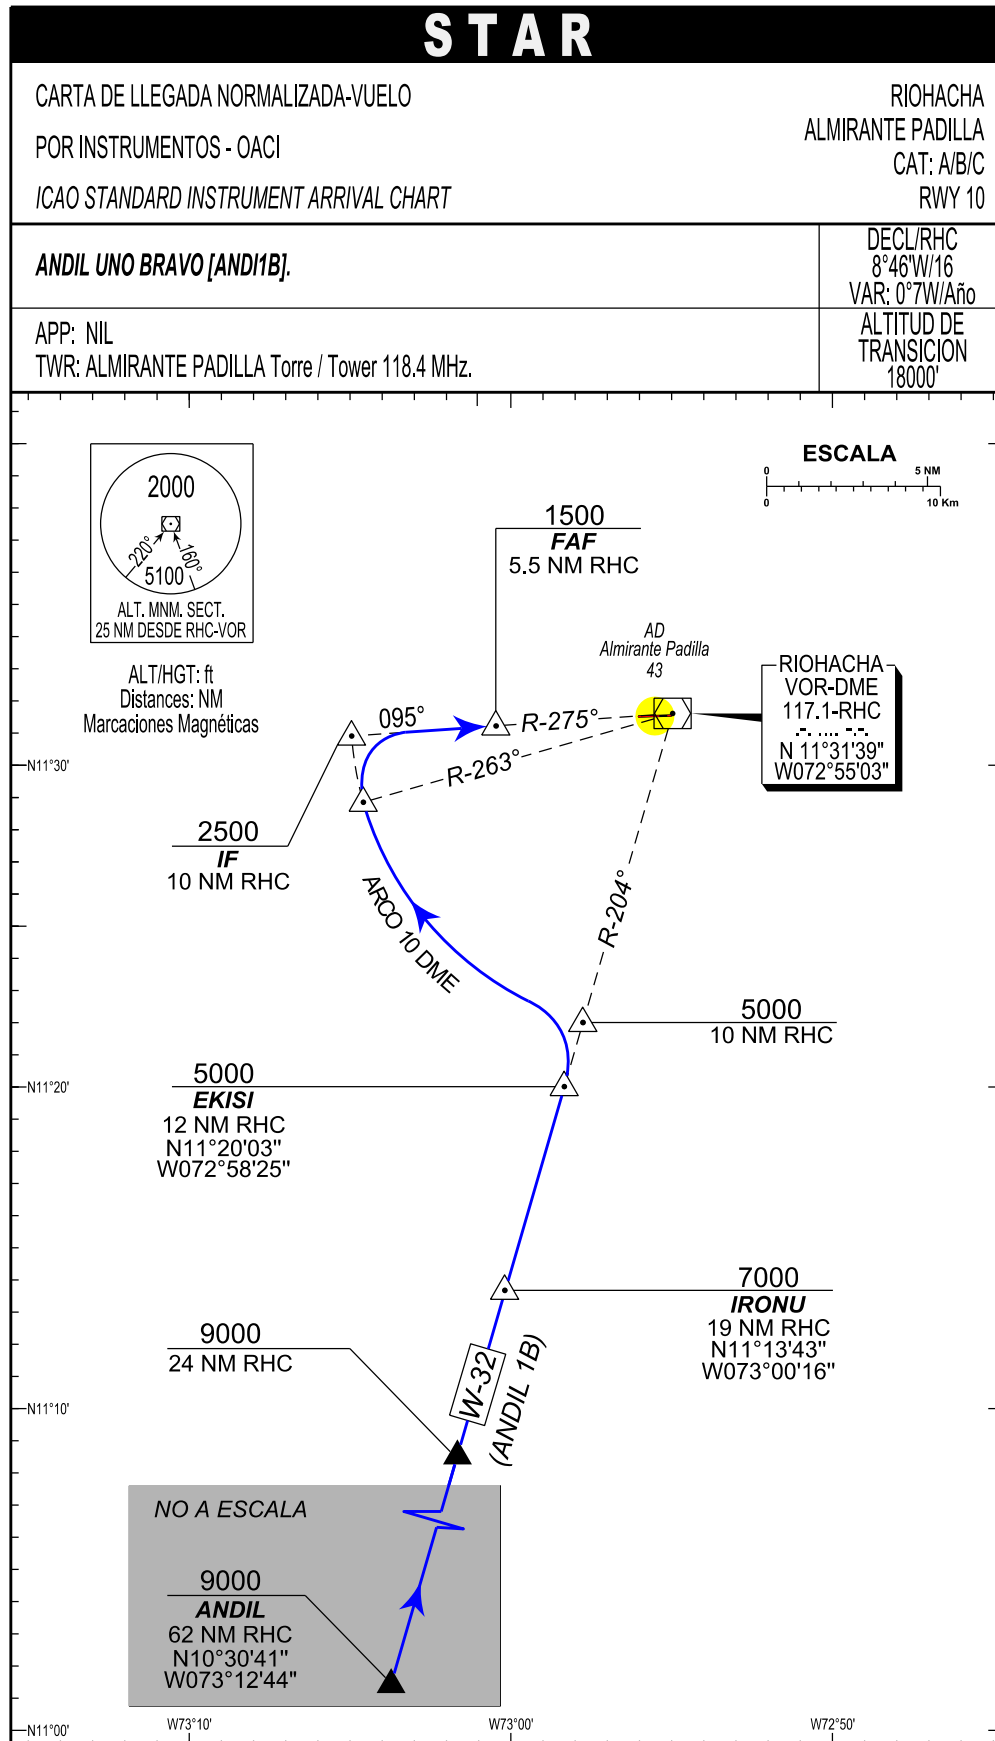 STAR
CARTA DE LLEGADA NORMALIZADA-VUELO
POR INSTRUMENTOS - OACI
ICAO STANDARD INSTRUMENT ARRIVAL CHART
RIOHACHA
ALMIRANTE PADILLA
CAT: A/B/C
RWY 10
ANDIL UNO BRAVO [ANDI1B].
DECL/RHC
8°46'W/16
VAR: 0°7W/Año
APP: NIL
TWR: ALMIRANTE PADILLA Torre / Tower 118.4 MHz.
ALTITUD DE
TRANSICION
18000'
2000
220°
160°
5100
ALT. MNM. SECT.
25 NM DESDE RHC-VOR
ALT/HGT: ft
Distances: NM
Marcaciones Magnéticas
ESCALA
0 5 NM
0 10 Km
1500
FAF
5.5 NM RHC
AD
Almirante Padilla
43
RIOHACHA
VOR-DME
117.1-RHC
.-. .... -.-.
N 11°31'39"
W072°55'03"
095°
R-275°
R-263°
N11°30'
2500
IF
10 NM RHC
ARCO 10 DME
R-204°
5000
10 NM RHC
N11°20'
5000
EKISI
12 NM RHC
N11°20'03"
W072°58'25"
7000
IRONU
19 NM RHC
N11°13'43"
W073°00'16"
9000
24 NM RHC
W-32
(ANDIL 1B)
N11°10'
NO A ESCALA
9000
ANDIL
62 NM RHC
N10°30'41"
W073°12'44"
N11°00'
W73°10'
W73°00'
W72°50'